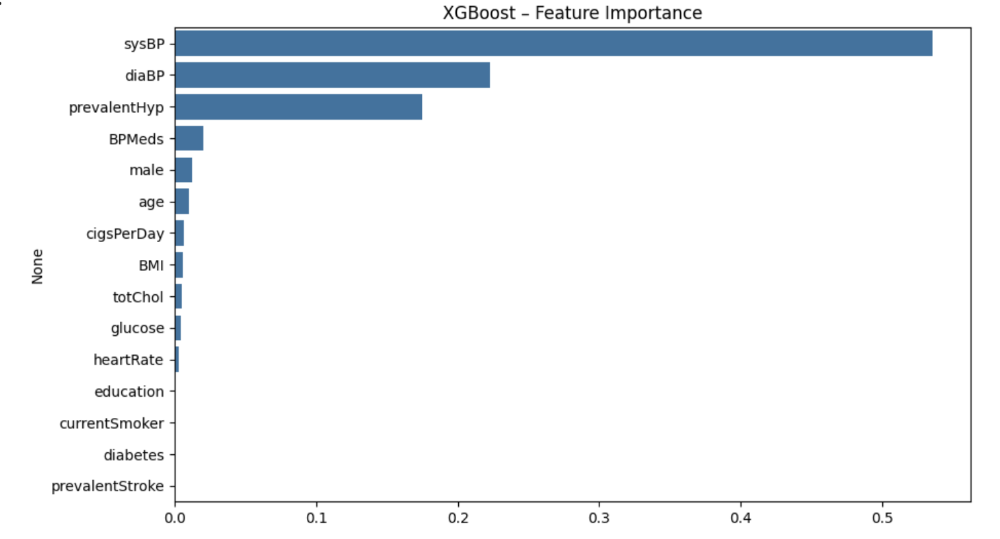 XGBoost – Feature Importance
sysBP
diaBP
prevalentHyp
BPMeds
male
age
cigsPerDay
BMI
totChol
glucose
heartRate
education
currentSmoker
diabetes
prevalentStroke
None
0.0 0.1 0.2 0.3 0.4 0.5